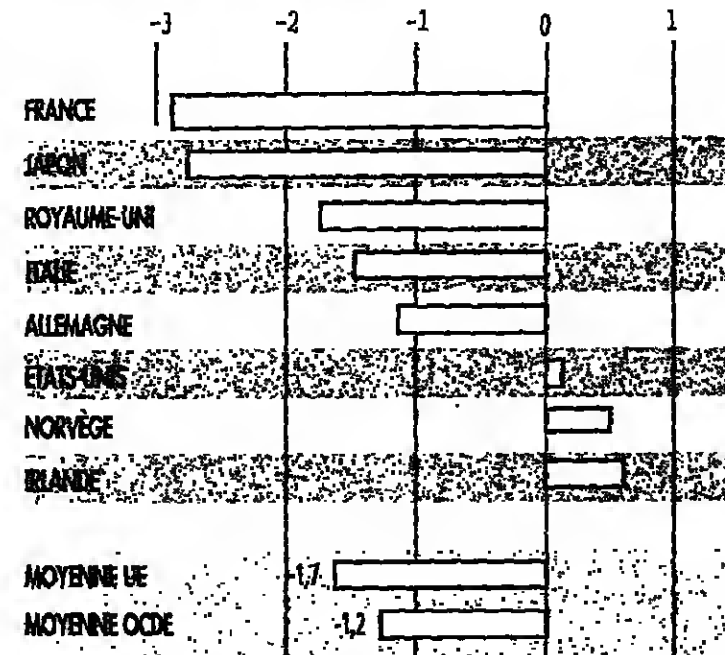 -3 -2 -1 0 1
FRANCE
JAPON
ROYAUME-UNI
ITALIE
ALLEMAGNE
ÉTATS-UNIS
NORVÈGE
IRLANDE
MOYENNE UE -1,7
MOYENNE OCDE -1,2